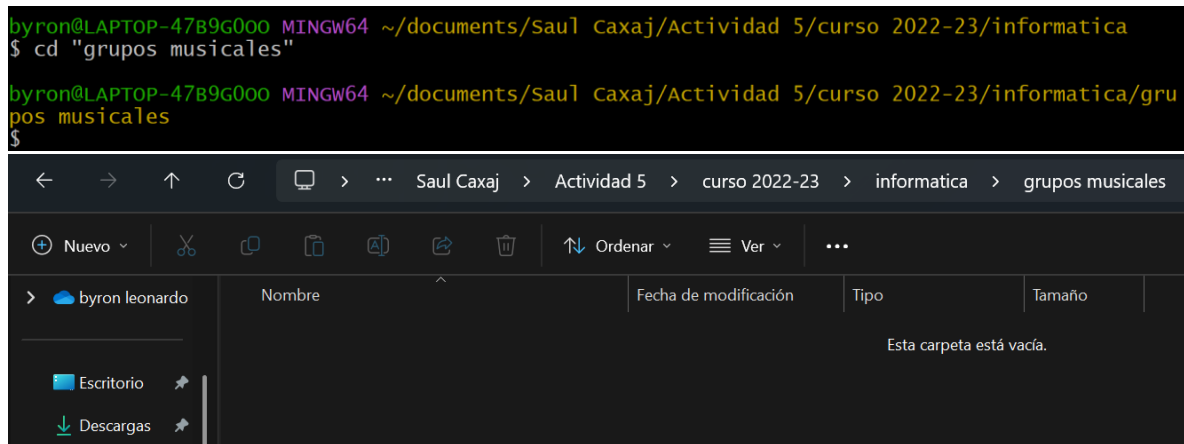 byron@LAPTOP-47B9GOOO MINGW64 ~/documents/Saul Caxaj/Actividad 5/curso 2022-23/informatica
$ cd "grupos musicales"
byron@LAPTOP-47B9GOOO MINGW64 ~/documents/Saul Caxaj/Actividad 5/curso 2022-23/informatica/gru
pos musicales
$
> ··· Saul Caxaj > Actividad 5 > curso 2022-23 > informatica > grupos musicales
Nuevo Ordenar Ver ···
byron leonardo Nombre Fecha de modificación Tipo Tamaño
Esta carpeta está vacía.
Escritorio
Descargas